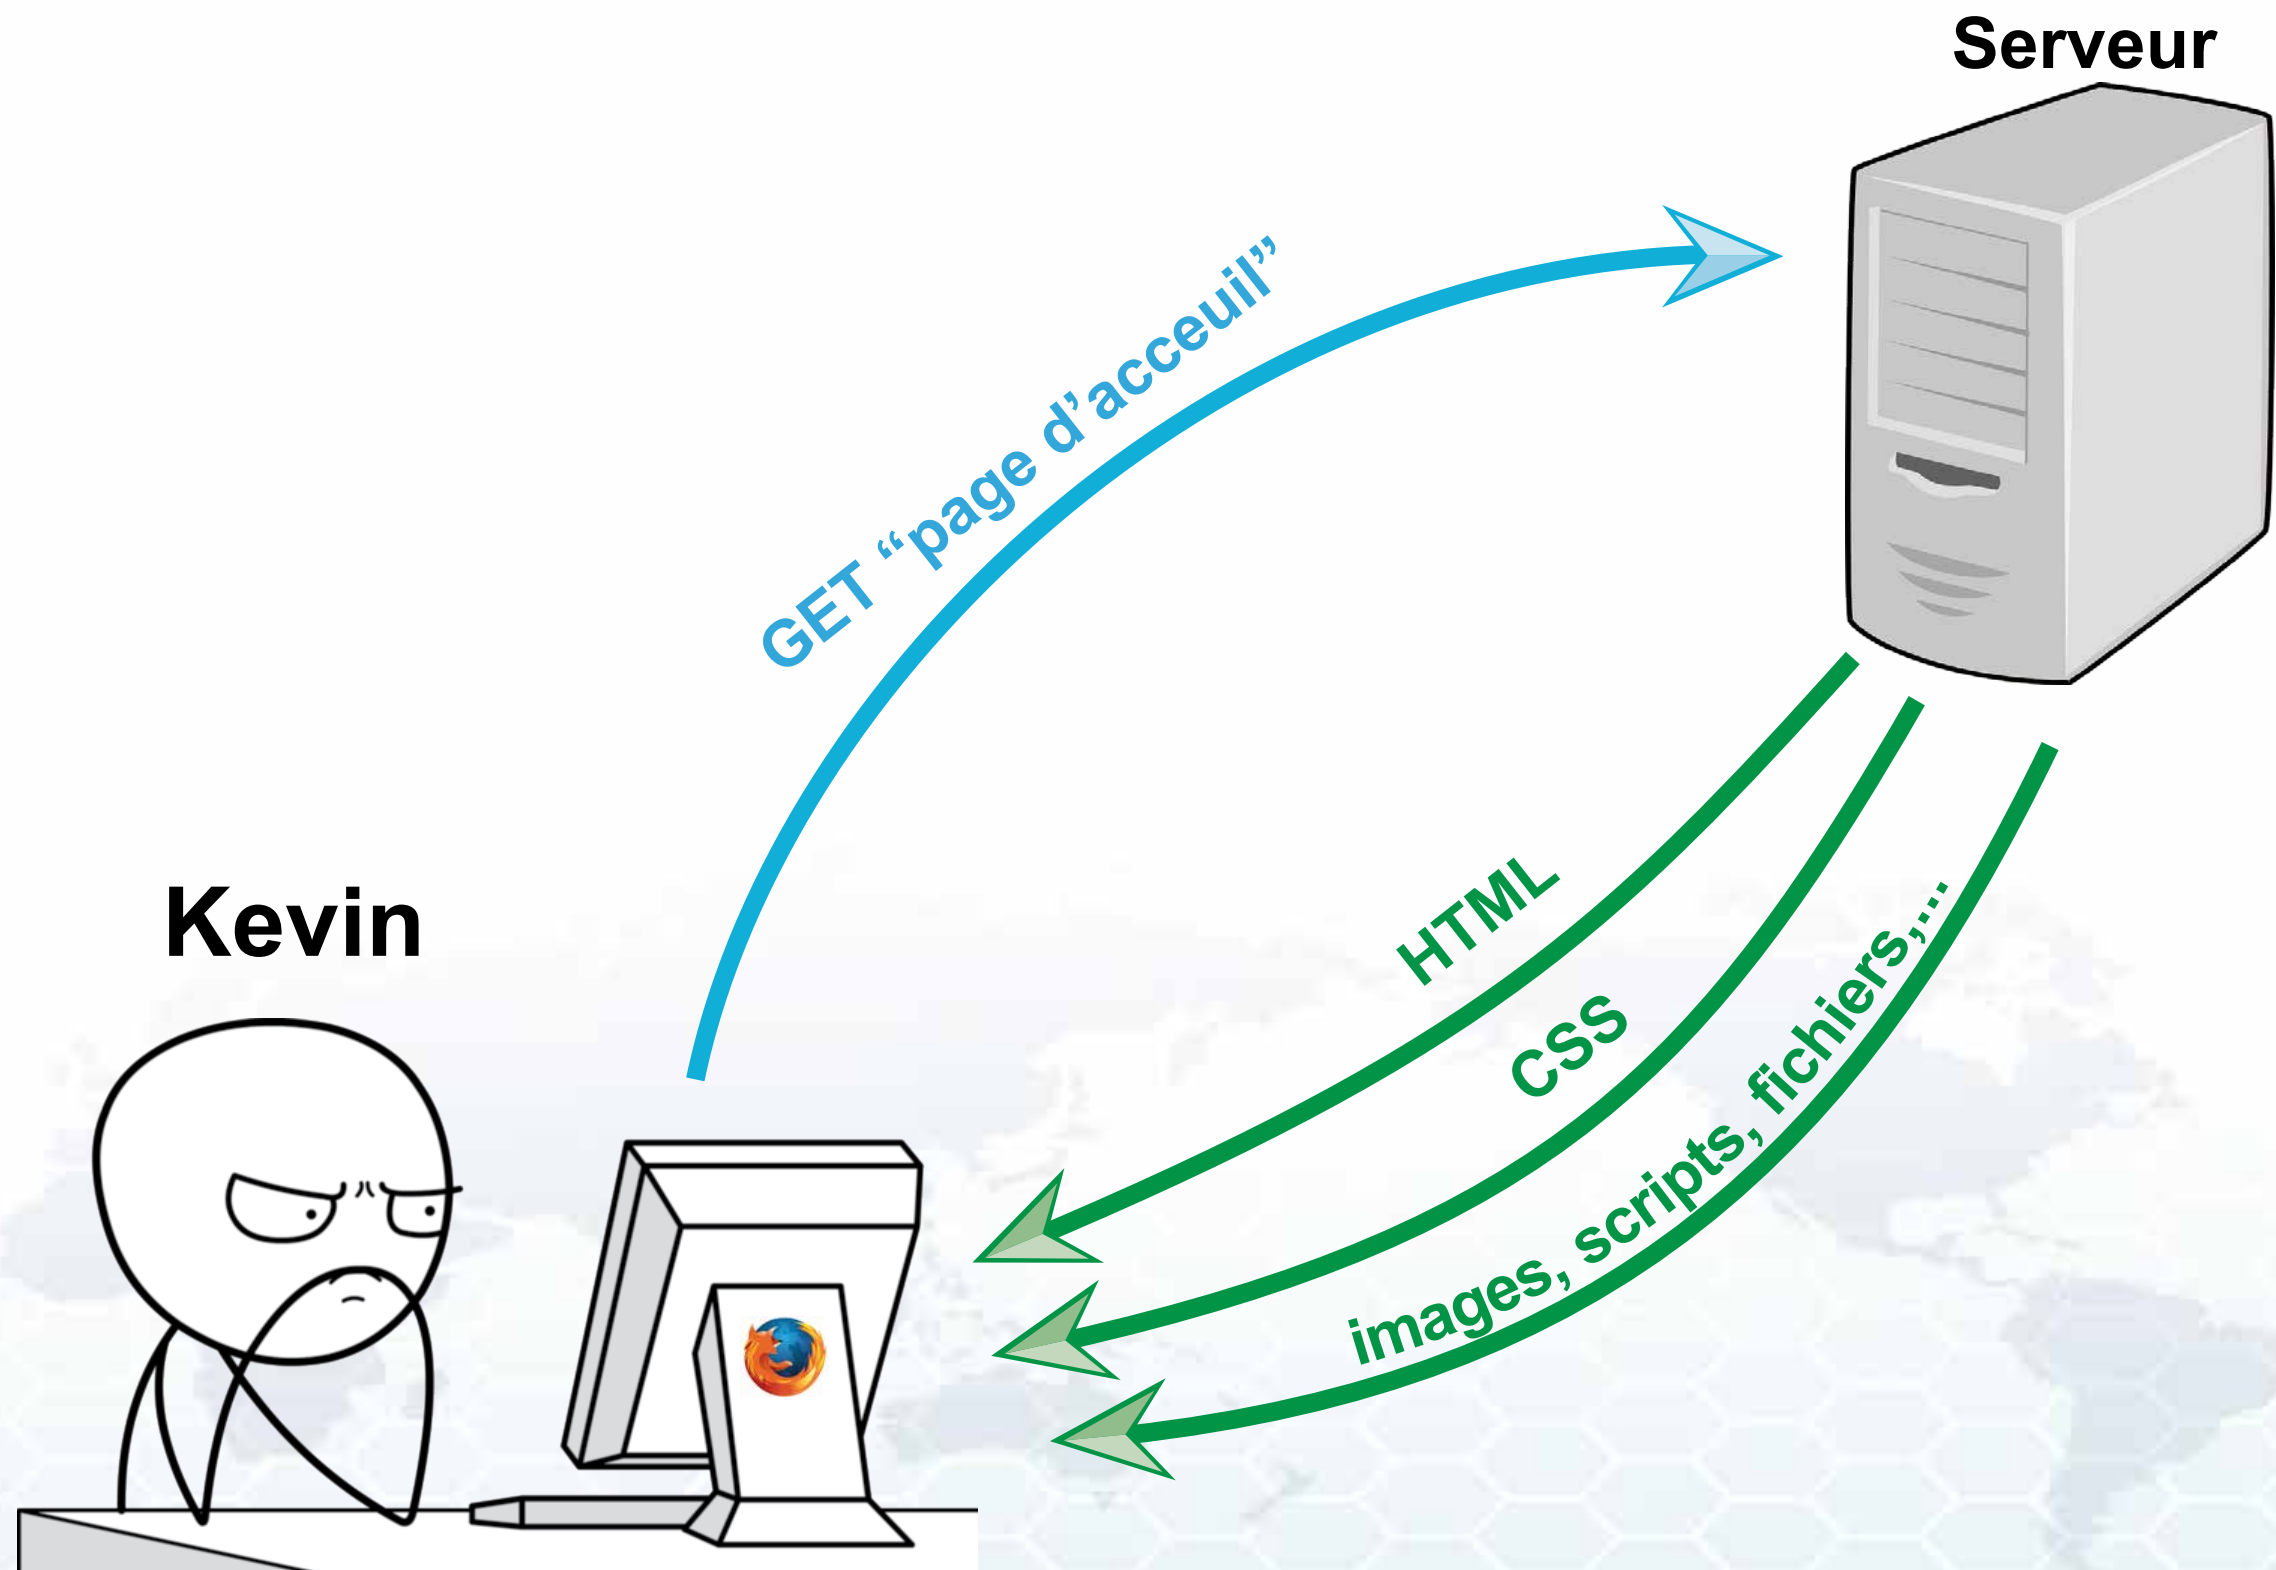 Serveur
GET “page d’acceuil”
Kevin
HTML
CSS
images, scripts, fichiers,...